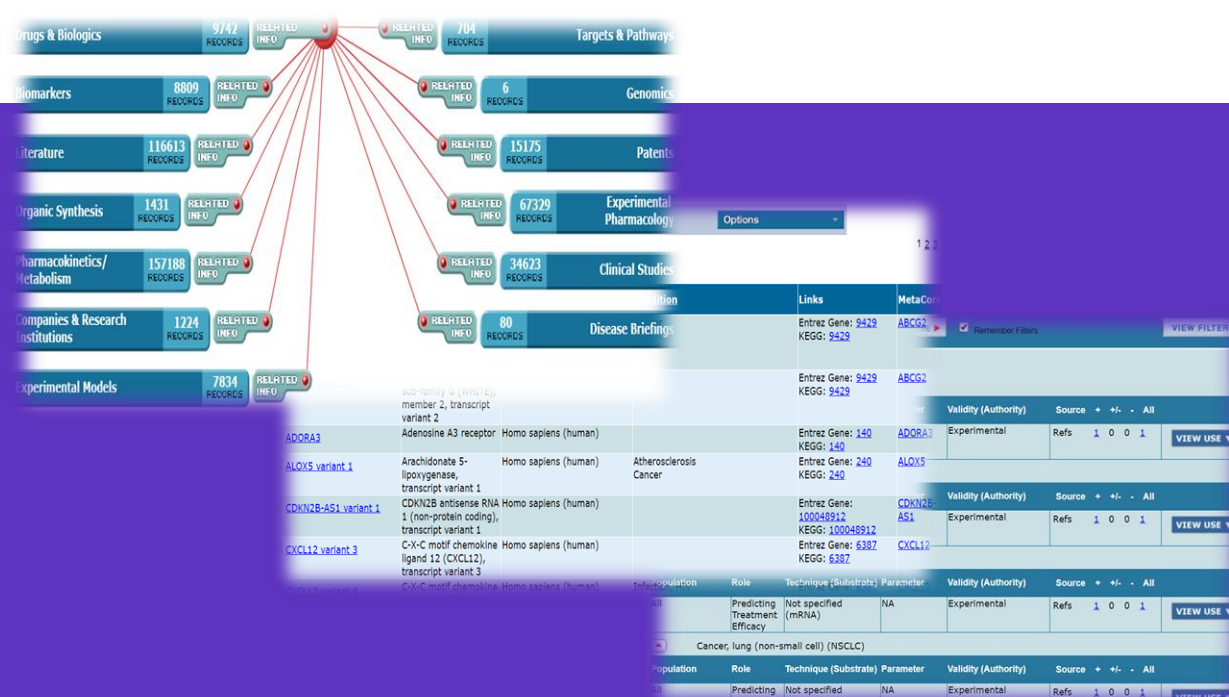 Drugs & Biologics 9742 RECORDS RELATED INFO
RELATED INFO 704 RECORDS Targets & Pathways
Biomarkers 8809 RECORDS RELATED INFO
RELATED INFO 6 RECORDS Genomics
Literature 116613 RECORDS RELATED INFO
RELATED INFO 15175 RECORDS Patents
Organic Synthesis 1431 RECORDS RELATED INFO
RELATED INFO 67329 RECORDS Experimental Pharmacology
Pharmacokinetics/ Metabolism 157188 RECORDS RELATED INFO
RELATED INFO 34623 RECORDS Clinical Studies
Companies & Research Institutions 1224 RECORDS RELATED INFO
RELATED INFO 80 RECORDS Disease Briefings
Experimental Models 7834 RECORDS RELATED INFO
Options
1 2 3
Links MetaCore
Entrez Gene: 9429 ABCG2
KEGG: 9429
Remember Filters VIEW FILTER
Entrez Gene: 9429 ABCG2
KEGG: 9429
sub-family G (WHITE),
member 2, transcript
variant 2
ADORA3 Adenosine A3 receptor Homo sapiens (human) Entrez Gene: 140 ADORA3
KEGG: 140
ALOX5 variant 1 Arachidonate 5- Homo sapiens (human) Atherosclerosis Entrez Gene: 240 ALOX5
lipoxygenase, Cancer KEGG: 240
transcript variant 1
CDKN2B-AS1 variant 1 CDKN2B antisense RNA Homo sapiens (human) Entrez Gene: CDKN2B-
1 (non-protein coding), 100048912 AS1
transcript variant 1 KEGG: 100048912
CXCL12 variant 3 C-X-C motif chemokine Homo sapiens (human) Entrez Gene: 6387 CXCL12
ligand 12 (CXCL12), KEGG: 6387
transcript variant 3
C-X-C motif chemokine Homo sapiens (human)
Validity (Authority) Source + +/- - All
Experimental Refs 1 0 0 1 VIEW USE
Validity (Authority) Source + +/- - All
Experimental Refs 1 0 0 1 VIEW USE
Population Role Technique (Substrate) Parameter Validity (Authority) Source + +/- - All
All Predicting Not specified NA Experimental Refs 1 0 0 1 VIEW USE
Treatment (mRNA)
Efficacy
Cancer, lung (non-small cell) (NSCLC)
Population Role Technique (Substrate) Parameter Validity (Authority) Source + +/- - All
All Predicting Not specified NA Experimental Refs 1 0 0 1